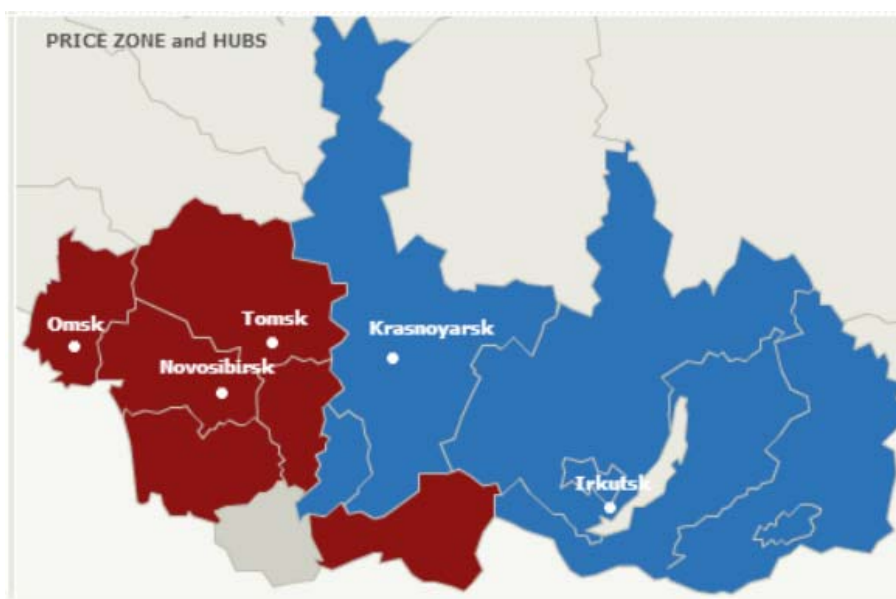 PRICE ZONE and HUBS
Omsk
Tomsk
Krasnoyarsk
Novosibirsk
Irkutsk